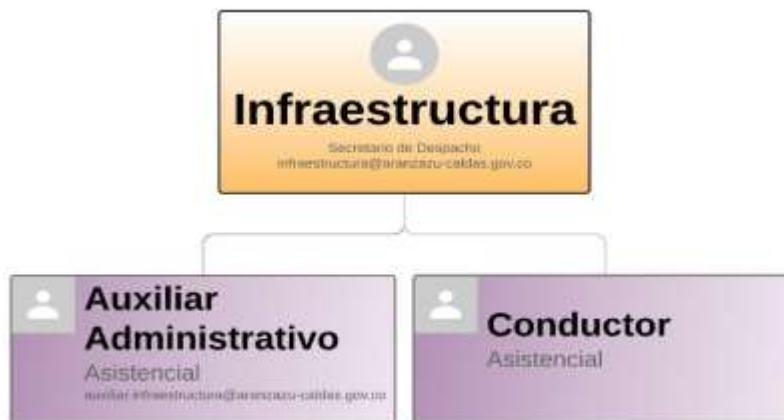 Infraestructura
Secretario de Despacho
infraestructura@aranzazu-caldas.gov.co
Auxiliar
Administrativo
Asistencial
auxiliar.infraestructura@aranzazu-caldas.gov.co
Conductor
Asistencial